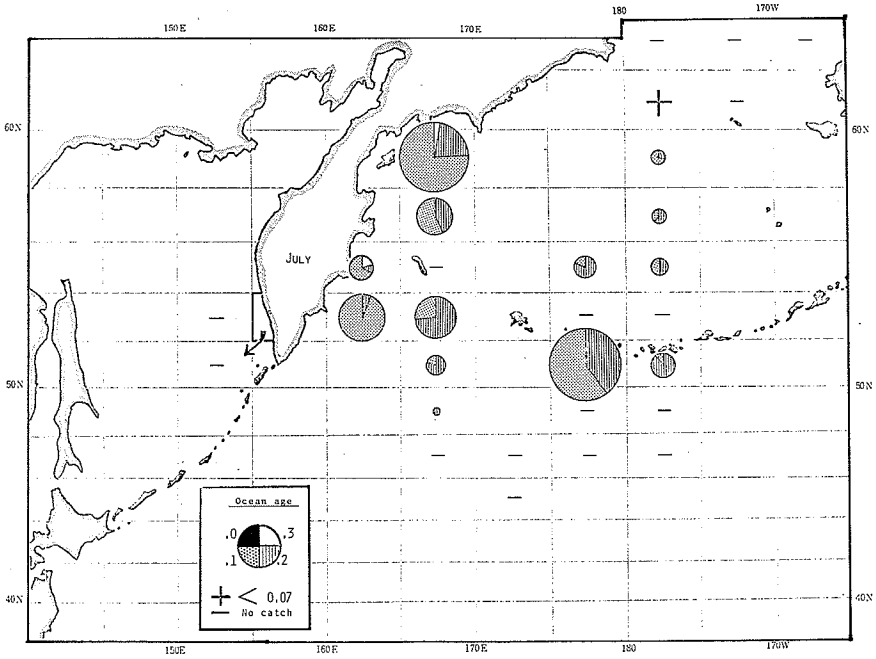 180
150E 160E 170E 170W
60N 60N
JULY
50N 50N
Ocean age
.0 .3
.1 .2
+ < 0.07
— No catch
40N 40N
150E 160E 170E 180 170W